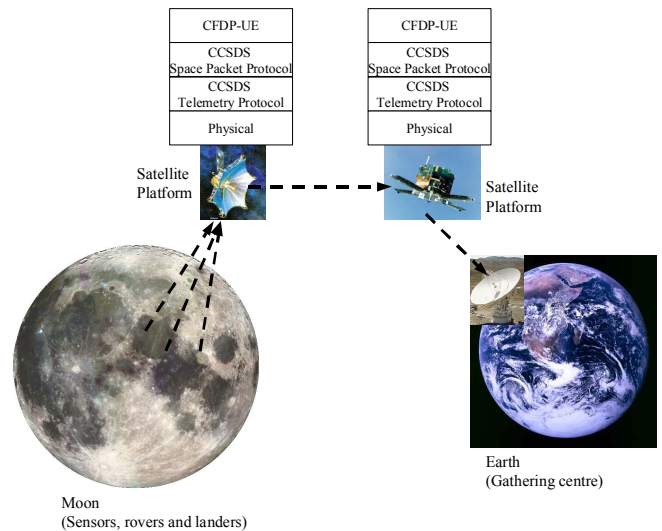 CFDP-UE
CCSDS
Space Packet Protocol
CCSDS
Telemetry Protocol
Physical
CFDP-UE
CCSDS
Space Packet Protocol
CCSDS
Telemetry Protocol
Physical
Satellite
Platform
Satellite
Platform
Earth
(Gathering centre)
Moon
(Sensors, rovers and landers)